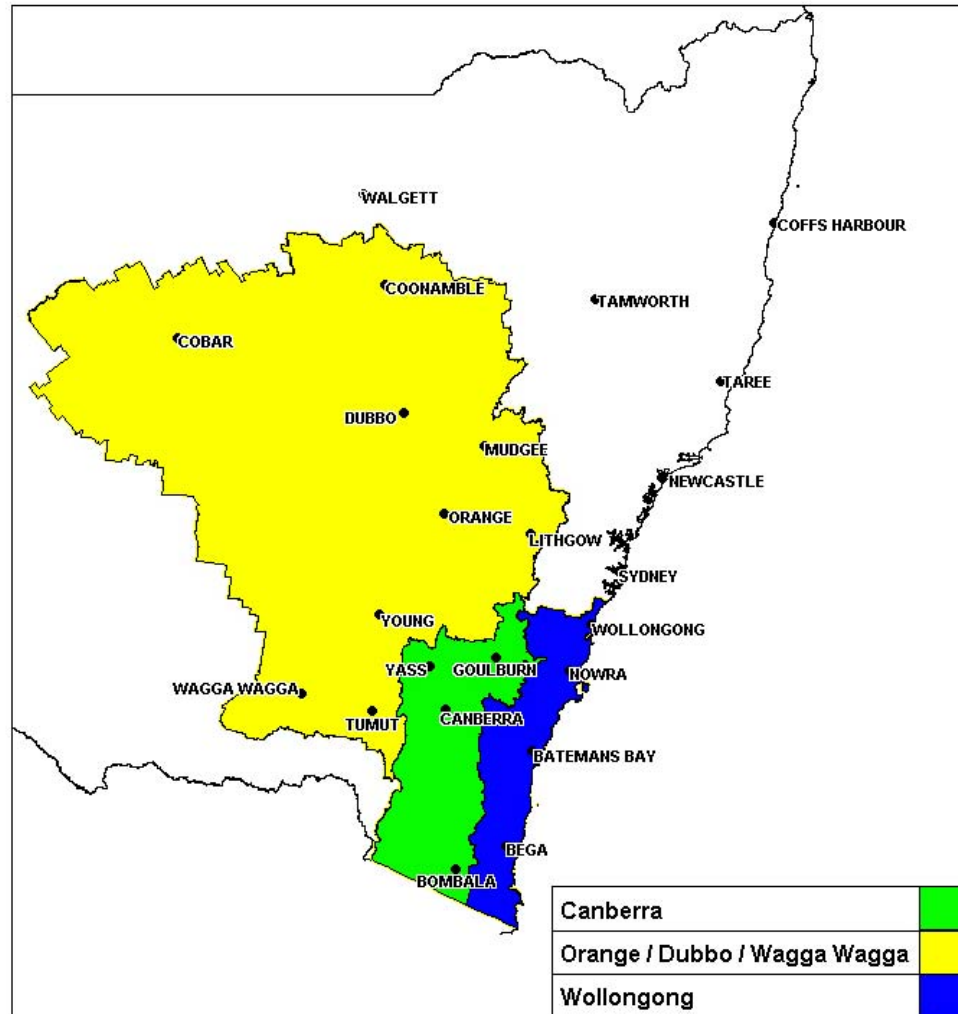 WALGETT
COFFS HARBOUR
COONAMBLE
TAMWORTH
COBAR
TAREE
DUBBO
MUDGEE
NEWCASTLE
ORANGE
LITHGOW
SYDNEY
YOUNG
WOLLONGONG
YASS
GOULBURN
NOWRA
WAGGA WAGGA
TUMUT
CANBERRA
BATEMANS BAY
BEGA
BOMBALA
Canberra
Orange / Dubbo / Wagga Wagga
Wollongong